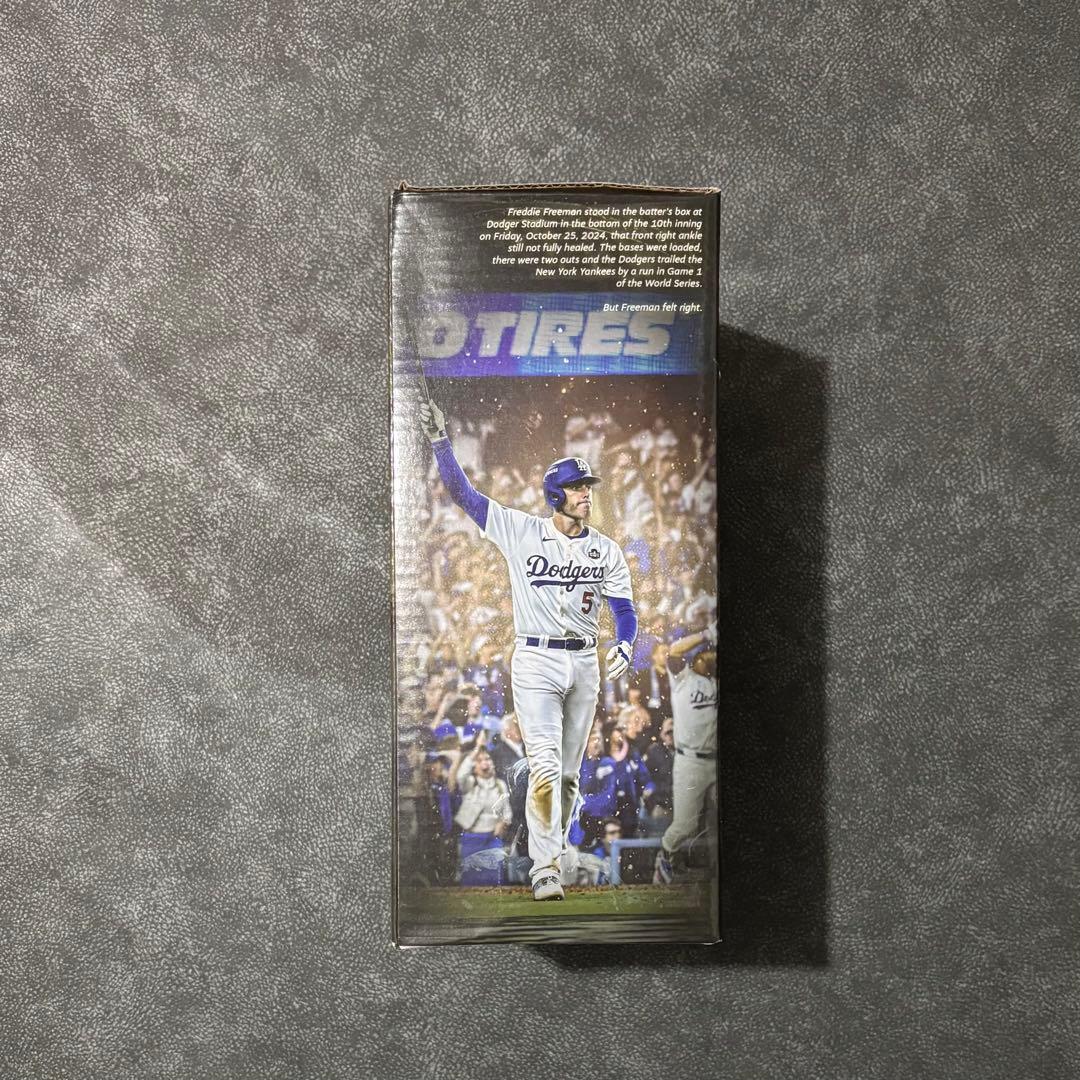 Freddie Freeman stood in the batter's box at
Dodger Stadium in the bottom of the 10th inning
on Friday, October 25, 2024, that front right ankle
still not fully healed. The bases were loaded,
there were two outs and the Dodgers trailed the
New York Yankees by a run in Game 1
of the World Series.
But Freeman felt right.
O TIRES
LA
Dodgers
5